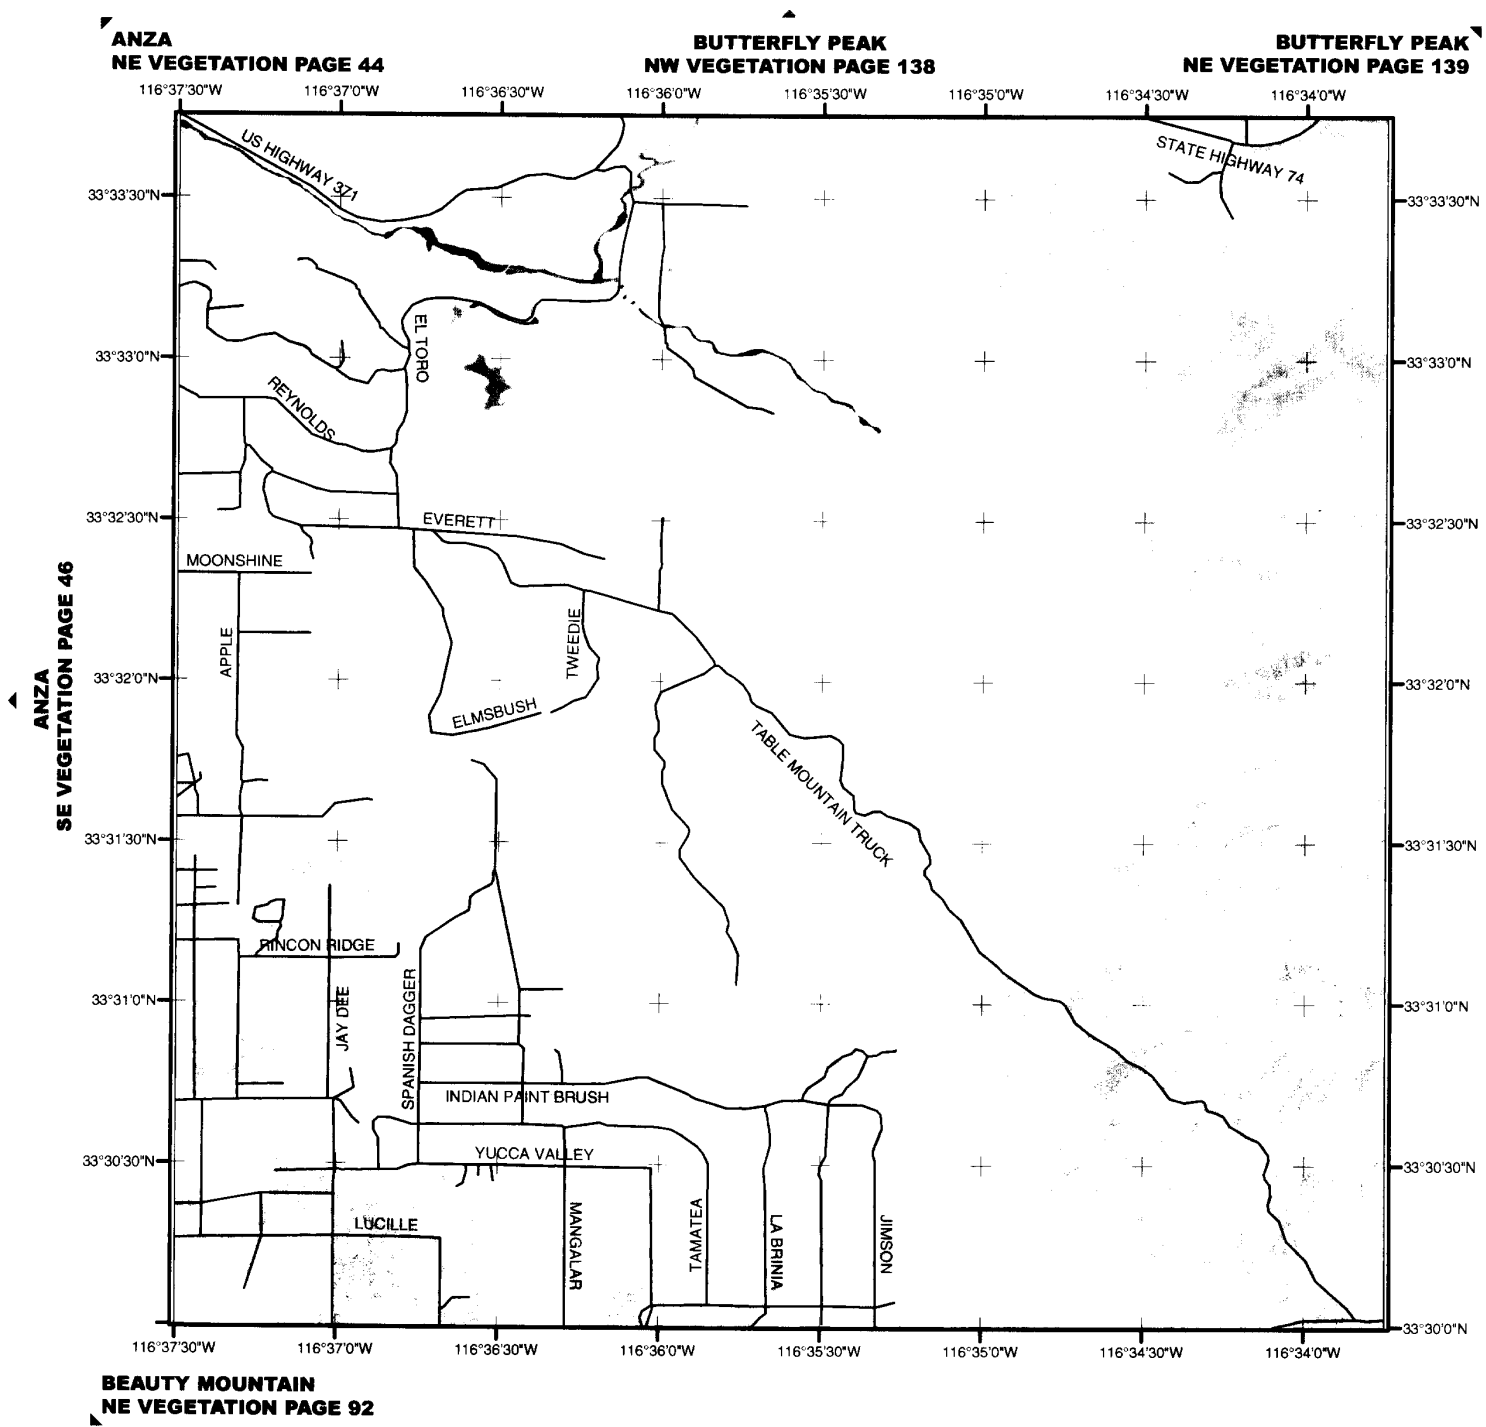 ANZA
NE VEGETATION PAGE 44
BUTTERFLY PEAK
NW VEGETATION PAGE 138
BUTTERFLY PEAK
NE VEGETATION PAGE 139
116°37'30"W
116°37'0"W
116°36'30"W
116°36'0"W
116°35'30"W
116°35'0"W
116°34'30"W
116°34'0"W
US HIGHWAY 371
STATE HIGHWAY 74
33°33'30"N
33°33'30"N
EL TORO
33°33'0"N
33°33'0"N
REYNOLDS
33°32'30"N
EVERETT
33°32'30"N
MOONSHINE
ANZA
SE VEGETATION PAGE 46
APPLE
TWEEDIE
33°32'0"N
33°32'0"N
ELMSBUSH
TABLE MOUNTAIN TRUCK
33°31'30"N
33°31'30"N
RINCON RIDGE
33°31'0"N
33°31'0"N
JAY DEE
SPANISH DAGGER
INDIAN PAINT BRUSH
YUCCA VALLEY
33°30'30"N
33°30'30"N
LUCILLE
MANGALAR
TAMATEA
LA BRINIA
JIMSON
33°30'0"N
116°37'30"W
116°37'0"W
116°36'30"W
116°36'0"W
116°35'30"W
116°35'0"W
116°34'30"W
116°34'0"W
BEAUTY MOUNTAIN
NE VEGETATION PAGE 92